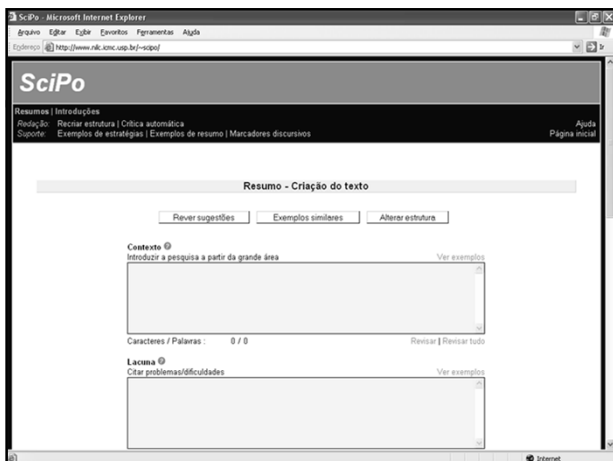 SciPo - Microsoft Internet Explorer
Arquivo Editar Exibir Favoritos Ferramentas Ajuda
Endereço http://www.nilc.icmc.usp.br/~scipo/ Ir
SciPo
Resumos | Introduções
Redação: Recriar estrutura | Crítica automática Ajuda
Suporte: Exemplos de estratégias | Exemplos de resumo | Marcadores discursivos Página inicial
Resumo - Criação do texto
Rever sugestões Exemplos similares Alterar estrutura
Contexto
Introduzir a pesquisa a partir da grande área Ver exemplos
Caracteres / Palavras : 0 / 0 Revisar | Revisar tudo
Lacuna
Citar problemas/dificuldades Ver exemplos
Internet